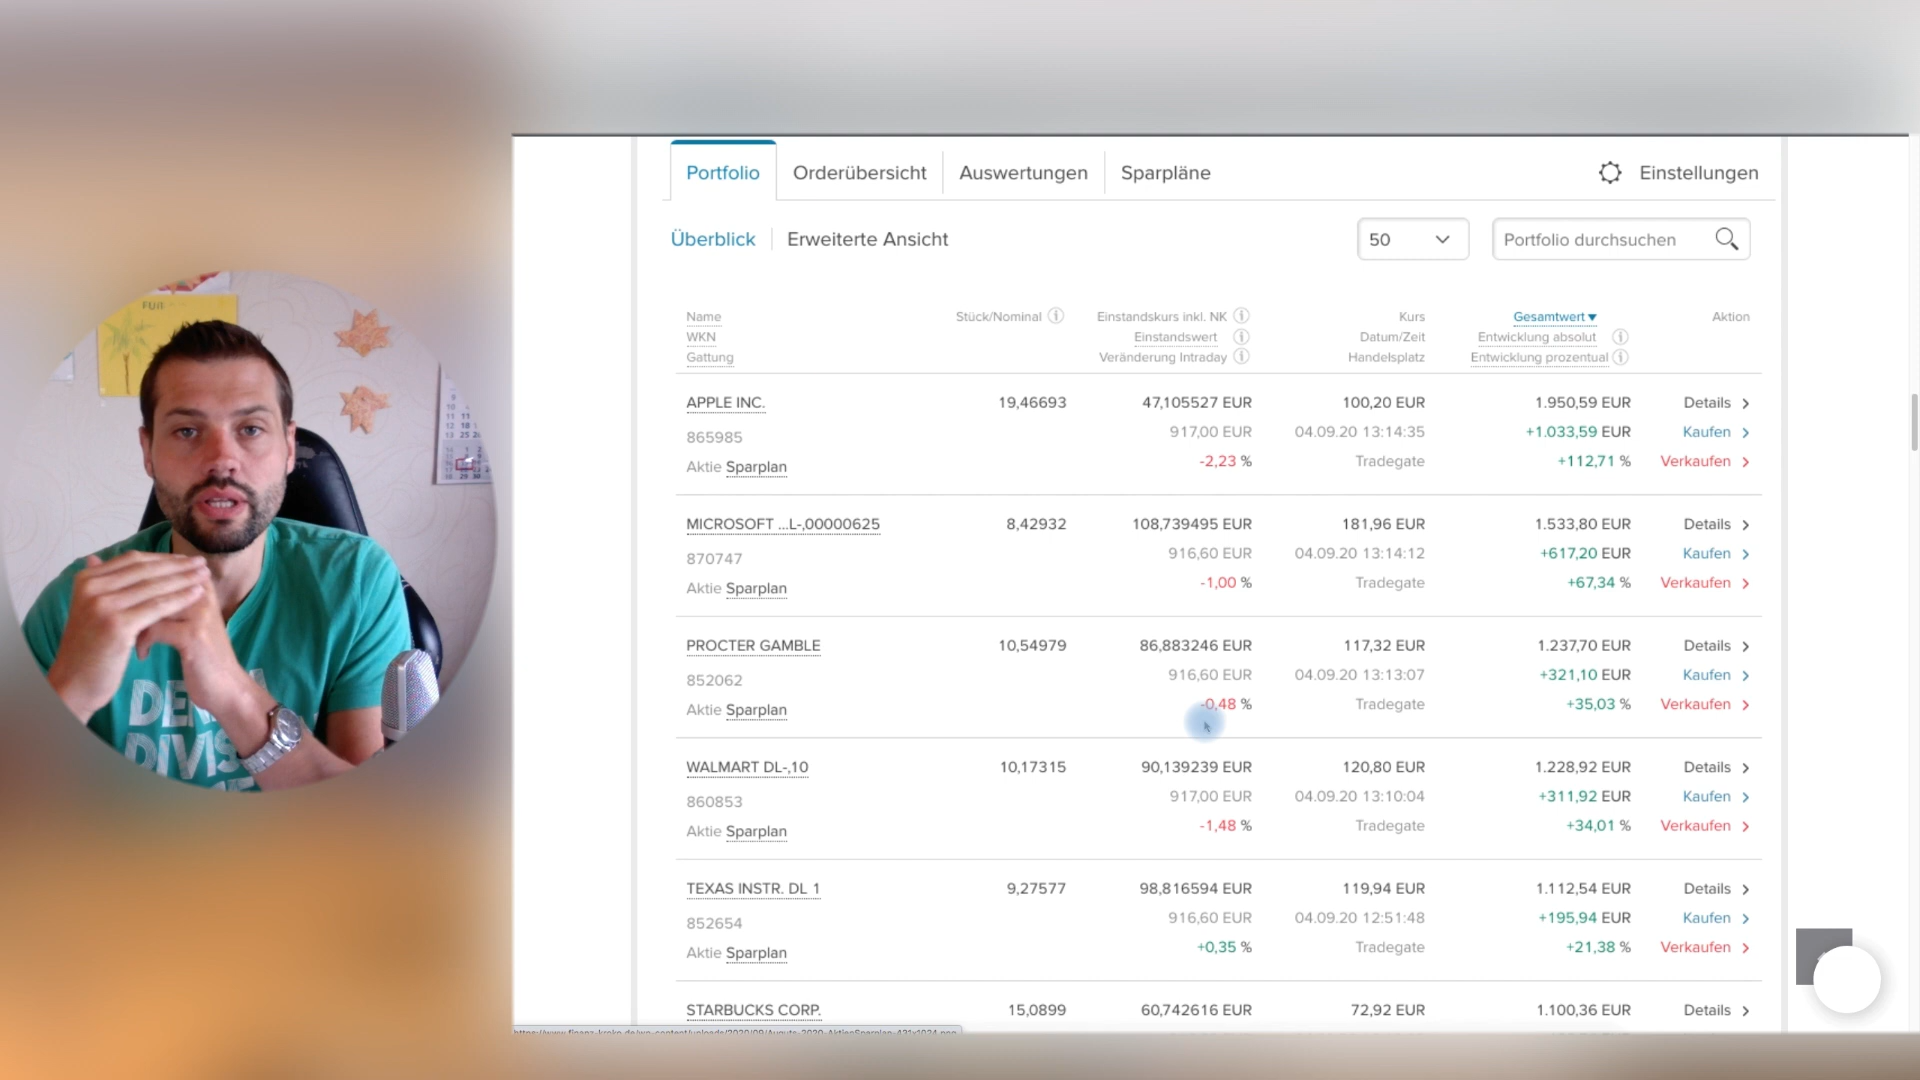 FUN
DEN
DIVIS
Portfolio
Orderübersicht
Auswertungen
Sparpläne
Einstellungen
Überblick
Erweiterte Ansicht
50
Portfolio durchsuchen
Name
WKN
Gattung
Stück/Nominal
Einstandskurs inkl. NK
Einstandswert
Veränderung Intraday
Kurs
Datum/Zeit
Handelsplatz
Gesamtwert
Entwicklung absolut
Entwicklung prozentual
Aktion
APPLE INC. 19,46693 47,105527 EUR 100,20 EUR 1.950,59 EUR Details
865985 917,00 EUR 04.09.20 13:14:35 +1.033,59 EUR Kaufen
Aktie Sparplan -2,23 % Tradegate +112,71 % Verkaufen
MICROSOFT ...L-,00000625 8,42932 108,739495 EUR 181,96 EUR 1.533,80 EUR Details
870747 916,60 EUR 04.09.20 13:14:12 +617,20 EUR Kaufen
Aktie Sparplan -1,00 % Tradegate +67,34 % Verkaufen
PROCTER GAMBLE 10,54979 86,883246 EUR 117,32 EUR 1.237,70 EUR Details
852062 916,60 EUR 04.09.20 13:13:07 +321,10 EUR Kaufen
Aktie Sparplan -0,48 % Tradegate +35,03 % Verkaufen
WALMART DL-,10 10,17315 90,139239 EUR 120,80 EUR 1.228,92 EUR Details
860853 917,00 EUR 04.09.20 13:10:04 +311,92 EUR Kaufen
Aktie Sparplan -1,48 % Tradegate +34,01 % Verkaufen
TEXAS INSTR. DL 1 9,27577 98,816594 EUR 119,94 EUR 1.112,54 EUR Details
852654 916,60 EUR 04.09.20 12:51:48 +195,94 EUR Kaufen
Aktie Sparplan +0,35 % Tradegate +21,38 % Verkaufen
STARBUCKS CORP. 15,0899 60,742616 EUR 72,92 EUR 1.100,36 EUR Details